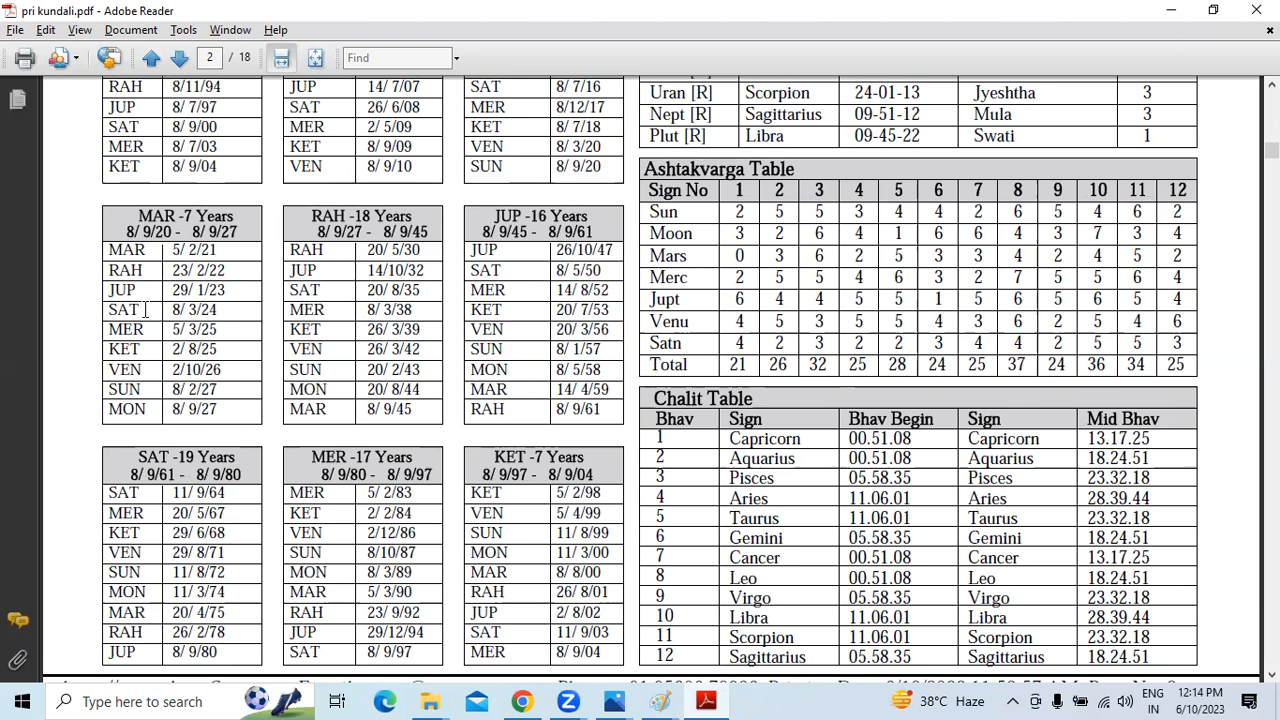 pri kundali.pdf - Adobe Reader
File Edit View Document Tools Window Help
2 / 18 Find
RAH 8/11/94
JUP 8/ 7/97
SAT 8/ 9/00
MER 8/ 7/03
KET 8/ 9/04
JUP 14/ 7/07
SAT 26/ 6/08
MER 2/ 5/09
KET 8/ 9/09
VEN 8/ 9/10
SAT 8/ 7/16
MER 8/12/17
KET 8/ 7/18
VEN 8/ 3/20
SUN 8/ 9/20
MAR -7 Years
8/ 9/20 - 8/ 9/27
MAR 5/ 2/21
RAH 23/ 2/22
JUP 29/ 1/23
SAT 8/ 3/24
MER 5/ 3/25
KET 2/ 8/25
VEN 2/10/26
SUN 8/ 2/27
MON 8/ 9/27
RAH -18 Years
8/ 9/27 - 8/ 9/45
RAH 20/ 5/30
JUP 14/10/32
SAT 20/ 8/35
MER 8/ 3/38
KET 26/ 3/39
VEN 26/ 3/42
SUN 20/ 2/43
MON 20/ 8/44
MAR 8/ 9/45
JUP -16 Years
8/ 9/45 - 8/ 9/61
JUP 26/10/47
SAT 8/ 5/50
MER 14/ 8/52
KET 20/ 7/53
VEN 20/ 3/56
SUN 8/ 1/57
MON 8/ 5/58
MAR 14/ 4/59
RAH 8/ 9/61
SAT -19 Years
8/ 9/61 - 8/ 9/80
SAT 11/ 9/64
MER 20/ 5/67
KET 29/ 6/68
VEN 29/ 8/71
SUN 11/ 8/72
MON 11/ 3/74
MAR 20/ 4/75
RAH 26/ 2/78
JUP 8/ 9/80
MER -17 Years
8/ 9/80 - 8/ 9/97
MER 5/ 2/83
KET 2/ 2/84
VEN 2/12/86
SUN 8/10/87
MON 8/ 3/89
MAR 5/ 3/90
RAH 23/ 9/92
JUP 29/12/94
SAT 8/ 9/97
KET -7 Years
8/ 9/97 - 8/ 9/04
KET 5/ 2/98
VEN 5/ 4/99
SUN 11/ 8/99
MON 11/ 3/00
MAR 8/ 8/00
RAH 26/ 8/01
JUP 2/ 8/02
SAT 11/ 9/03
MER 8/ 9/04
Uran [R] Scorpion 24-01-13 Jyeshtha 3
Nept [R] Sagittarius 09-51-12 Mula 3
Plut [R] Libra 09-45-22 Swati 1
Ashtakvarga Table
Sign No 1 2 3 4 5 6 7 8 9 10 11 12
Sun 2 5 5 3 4 4 2 6 5 4 6 2
Moon 3 2 6 4 1 6 6 4 3 7 3 4
Mars 0 3 6 2 5 3 3 4 2 4 5 2
Merc 2 5 5 4 6 3 2 7 5 5 6 4
Jupt 6 4 4 5 5 1 5 6 5 6 5 4
Venu 4 5 3 5 5 4 3 6 2 5 4 6
Satn 4 2 3 2 2 3 4 4 2 5 5 3
Total 21 26 32 25 28 24 25 37 24 36 34 25
Chalit Table
Bhav Sign Bhav Begin Sign Mid Bhav
1 Capricorn 00.51.08 Capricorn 13.17.25
2 Aquarius 00.51.08 Aquarius 18.24.51
3 Pisces 05.58.35 Pisces 23.32.18
4 Aries 11.06.01 Aries 28.39.44
5 Taurus 11.06.01 Taurus 23.32.18
6 Gemini 05.58.35 Gemini 18.24.51
7 Cancer 00.51.08 Cancer 13.17.25
8 Leo 00.51.08 Leo 18.24.51
9 Virgo 05.58.35 Virgo 23.32.18
10 Libra 11.06.01 Libra 28.39.44
11 Scorpion 11.06.01 Scorpion 23.32.18
12 Sagittarius 05.58.35 Sagittarius 18.24.51
Type here to search
38°C Haze
ENG
IN
12:14 PM
6/10/2023